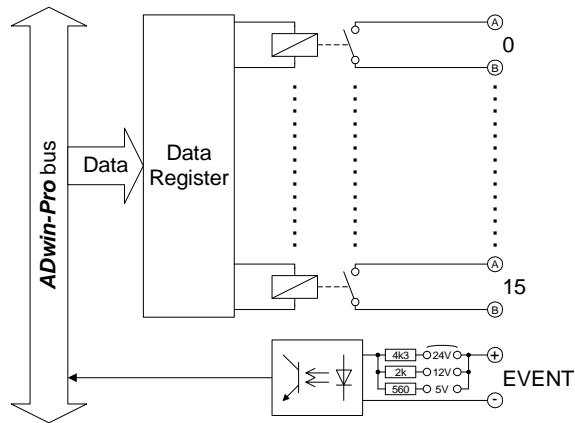 A
0
B
ADwin-Pro bus
Data
Data
Register
A
15
B
4k3 24V +
2k 12V EVENT
560 5V -